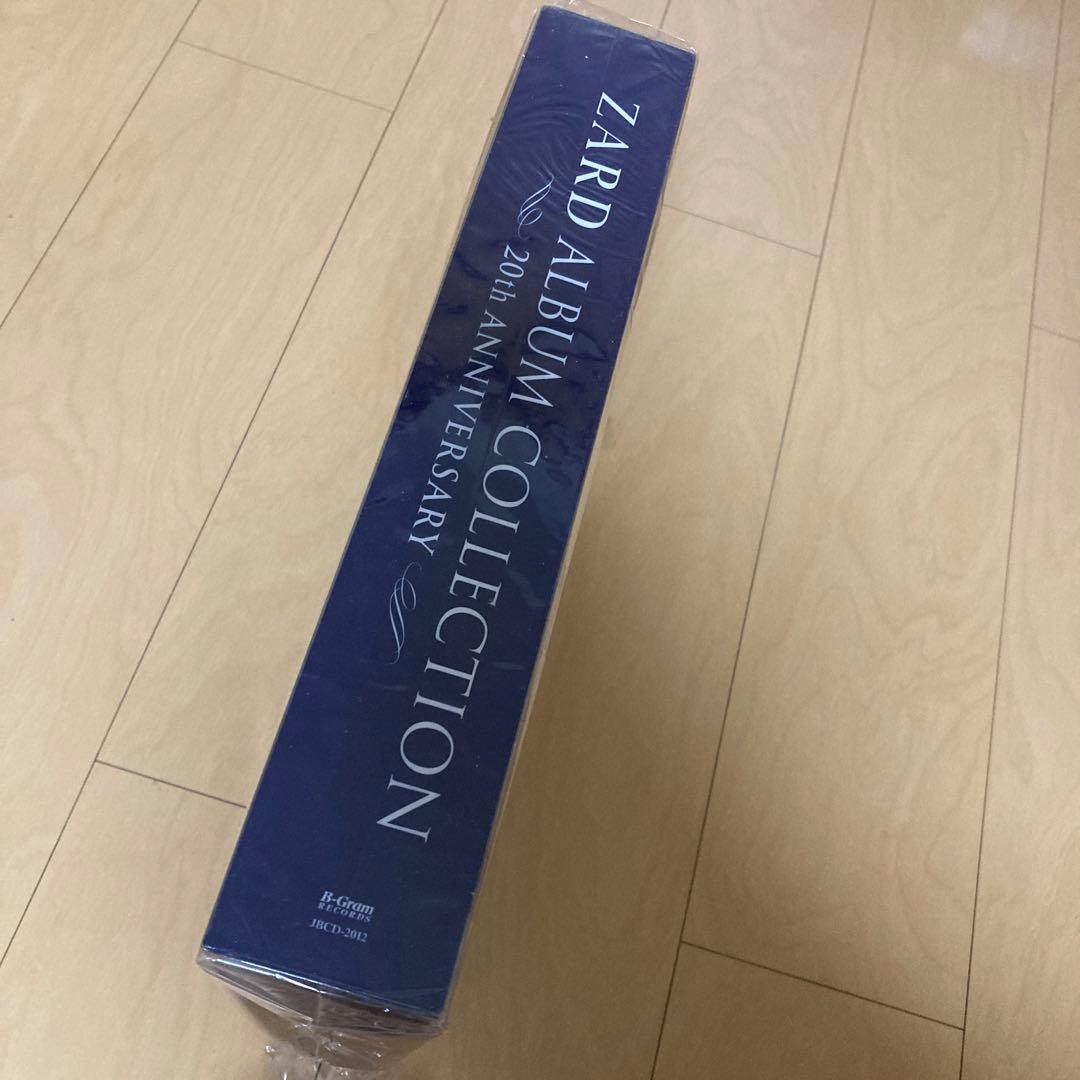 ZARD ALBUM COLLECTION
20th ANNIVERSARY
B-Gram
RECORDS
JBCD-2012